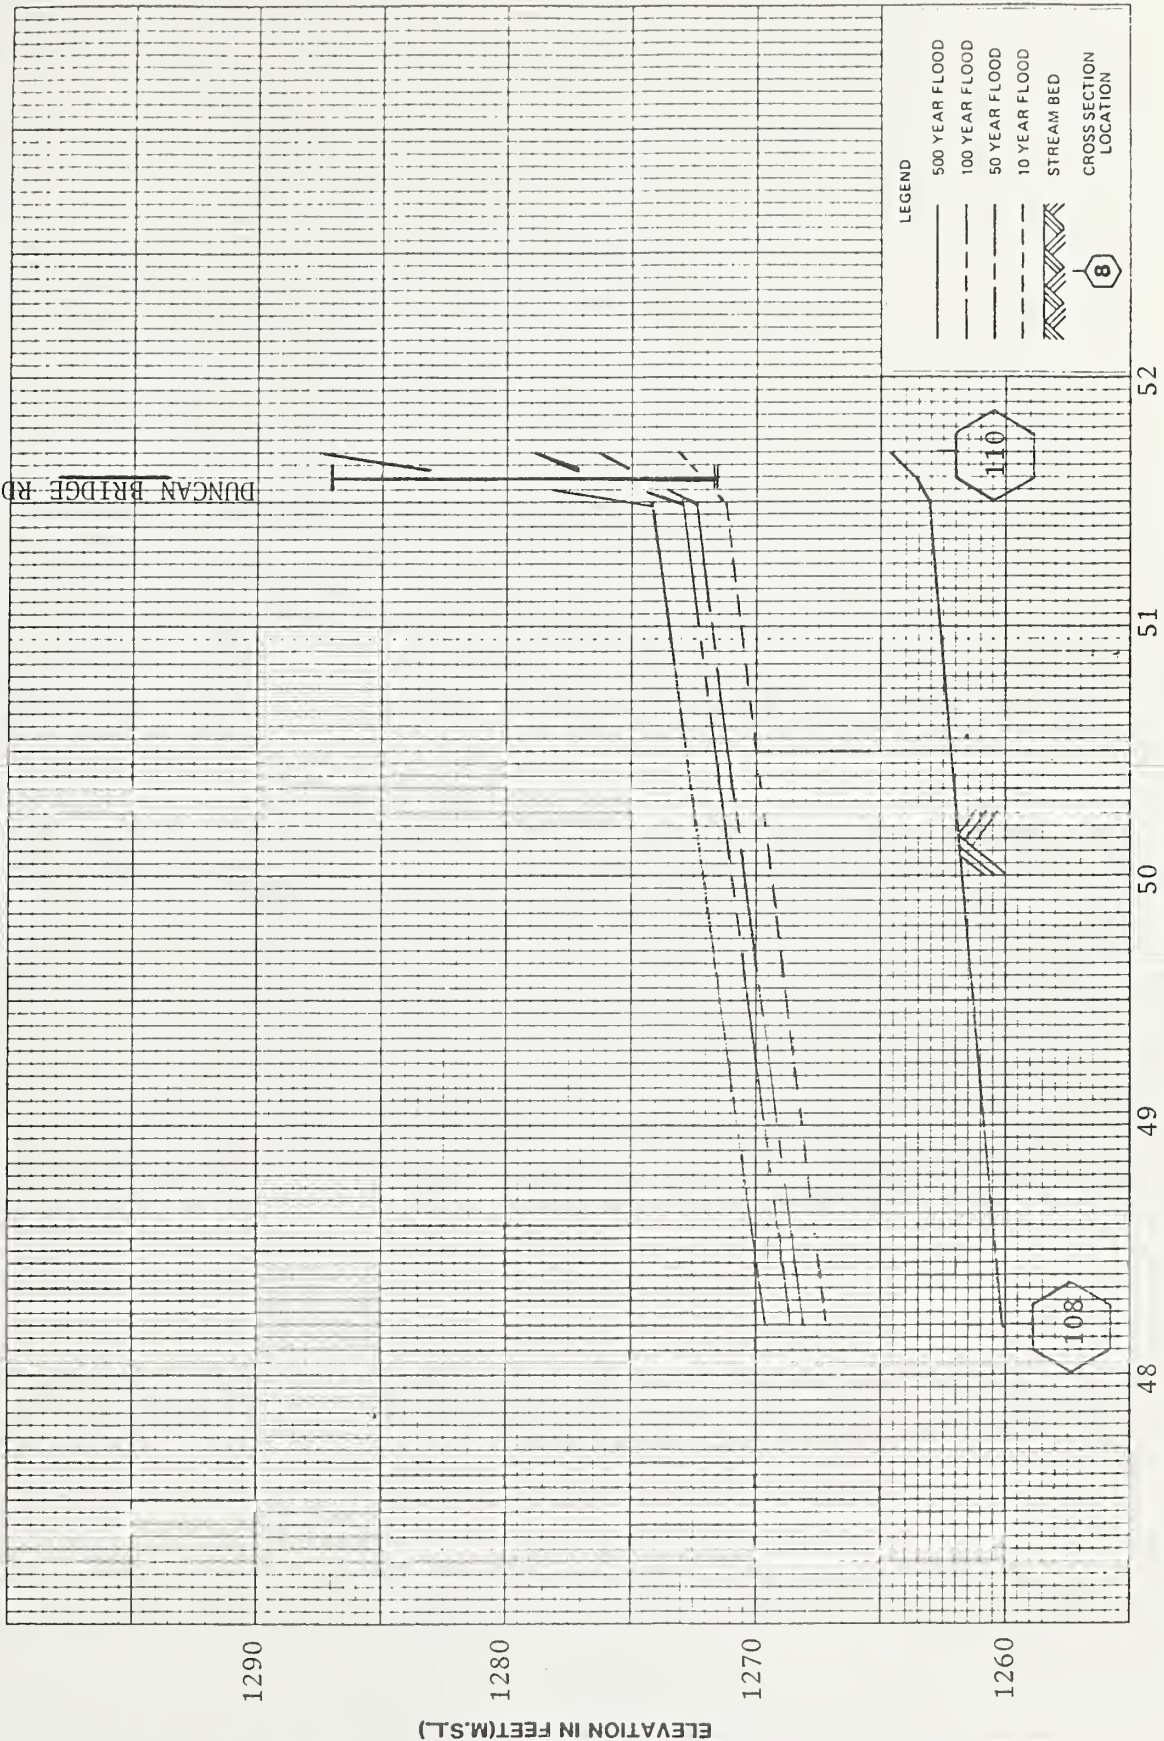 DUNCAN BRIDGE RD
LEGEND
500 YEAR FLOOD
100 YEAR FLOOD
50 YEAR FLOOD
10 YEAR FLOOD
STREAM BED
8
CROSS SECTION
LOCATION
1290
1280
1270
1260
ELEVATION IN FEET(M.S.L.)
108
110
48
49
50
51
52